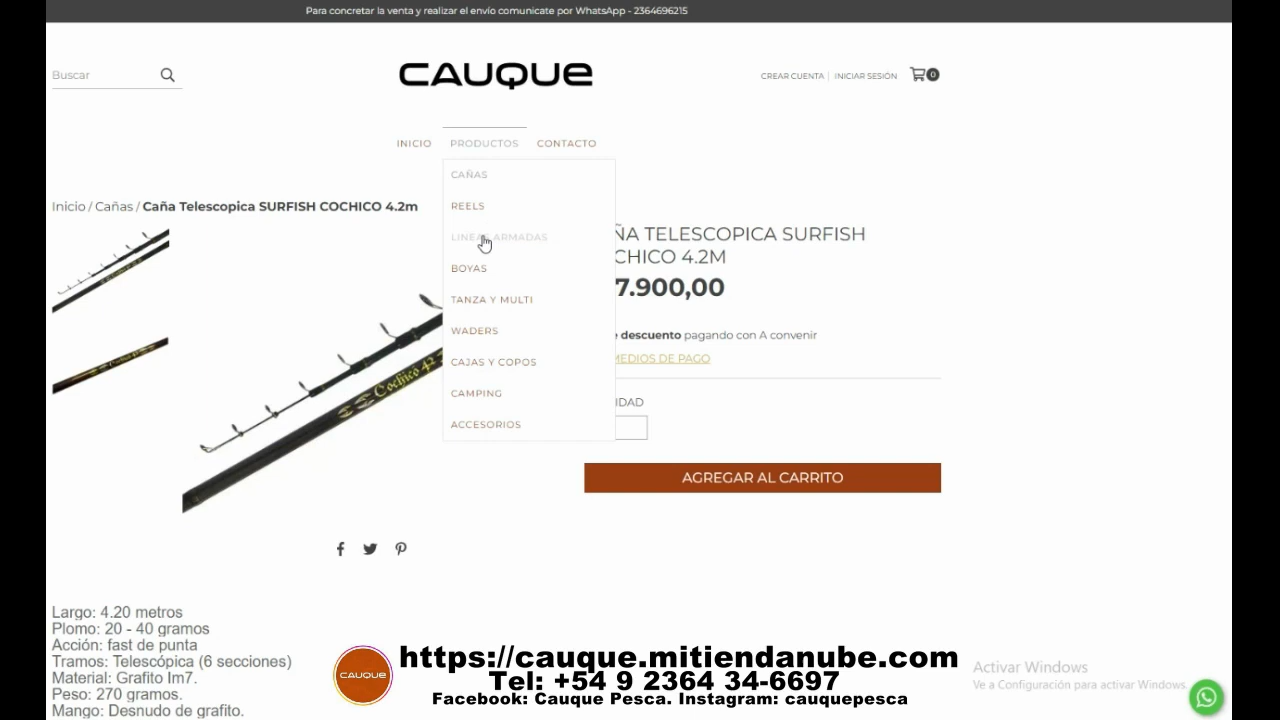 Para concretar la venta y realizar el envío comunicate por WhatsApp - 2364696215
Buscar
CAUQUE
CREAR CUENTA | INICIAR SESIÓN
0
INICIO PRODUCTOS CONTACTO
CAÑAS
REELS
LINEAS ARMADAS
BOYAS
TANZA Y MULTI
WADERS
CAJAS Y COPOS
CAMPING
ACCESORIOS
Inicio / Cañas / Caña Telescopica SURFISH COCHICO 4.2m
ÑA TELESCOPICA SURFISH
CHICO 4.2M
7.900,00
descuento pagando con A convenir
MEDIOS DE PAGO
IDAD
AGREGAR AL CARRITO
Cochico 42
Largo: 4.20 metros
Plomo: 20 - 40 gramos
Acción: fast de punta
Tramos: Telescópica (6 secciones)
Material: Grafito Im7.
Peso: 270 gramos.
Mango: Desnudo de grafito.
CAUQUE
https://cauque.mitiendanube.com
Tel: +54 9 2364 34-6697
Facebook: Cauque Pesca. Instagram: cauquepesca
Activar Windows
Ve a Configuración para activar Windows.